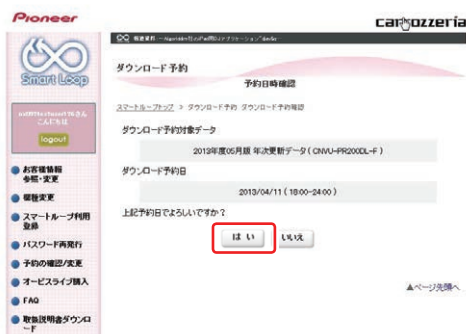 Pioneer
carrozzeria
Smart Loop
ダウンロード予約
予約日時確認
スマートループトップ > ダウンロード予約 ダウンロード予約確認
こんにちは
logout
ダウンロード予約対象データ
2013年度05月版 年次更新データ ( CNVU-PR200DL-F )
お客様情報
参照・変更
ダウンロード予約日
2013/04/11 ( 18:00-24:00 )
機種変更
上記予約日でよろしいですか?
スマートループ利用
登録
はい
いいえ
パスワード再発行
予約の確認/変更
オービスライブ購入
▲ページ先頭へ
FAQ
取扱説明書ダウンロ
ード